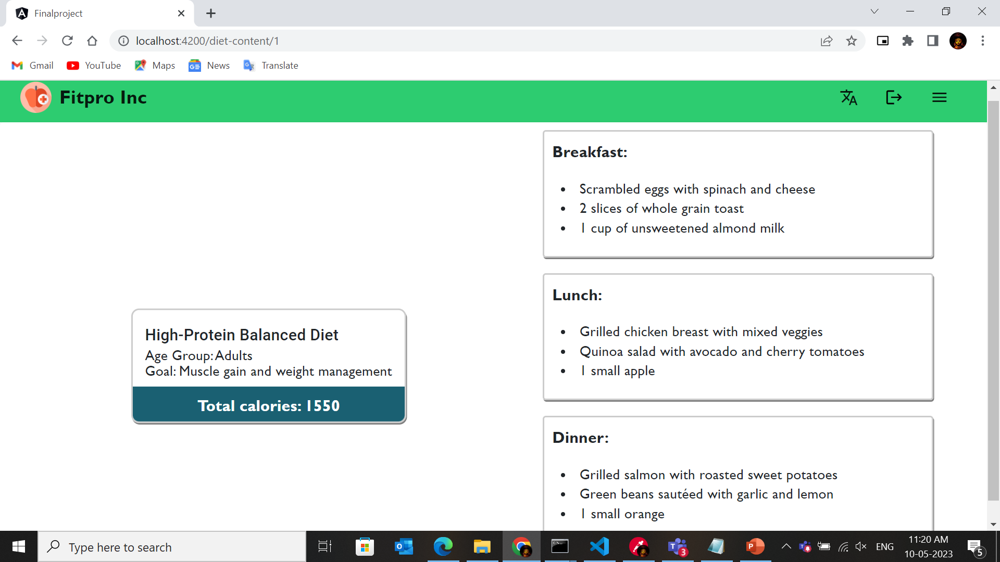 Finalproject
localhost:4200/diet-content/1
Gmail YouTube Maps News Translate
Fitpro Inc
High-Protein Balanced Diet
Age Group: Adults
Goal: Muscle gain and weight management
Total calories: 1550
Breakfast:
• Scrambled eggs with spinach and cheese
• 2 slices of whole grain toast
• 1 cup of unsweetened almond milk
Lunch:
• Grilled chicken breast with mixed veggies
• Quinoa salad with avocado and cherry tomatoes
• 1 small apple
Dinner:
• Grilled salmon with roasted sweet potatoes
• Green beans sautéed with garlic and lemon
• 1 small orange
Type here to search
3
ENG
11:20 AM
10-05-2023
5